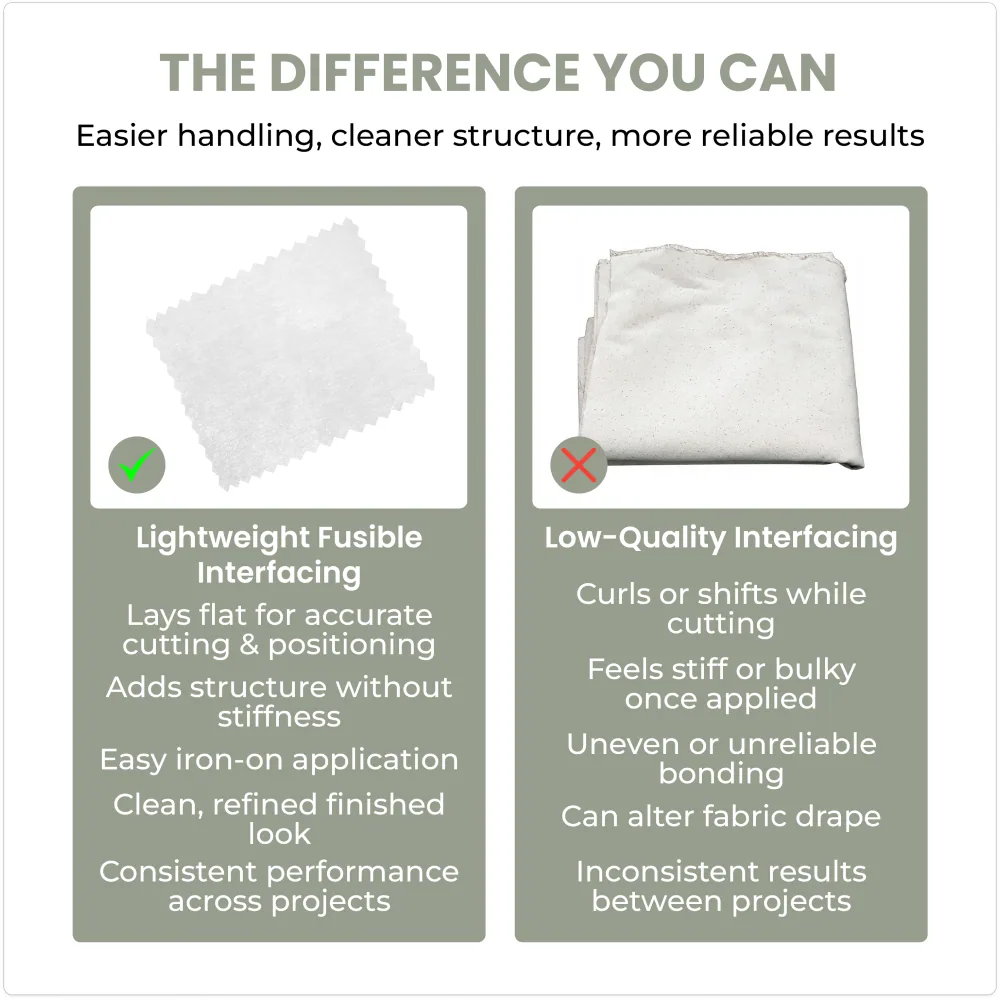 THE DIFFERENCE YOU CAN
Easier handling, cleaner structure, more reliable results
Lightweight Fusible
Interfacing
Lays flat for accurate
cutting & positioning
Adds structure without
stiffness
Easy iron-on application
Clean, refined finished
look
Consistent performance
across projects
Low-Quality Interfacing
Curls or shifts while
cutting
Feels stiff or bulky
once applied
Uneven or unreliable
bonding
Can alter fabric drape
Inconsistent results
between projects